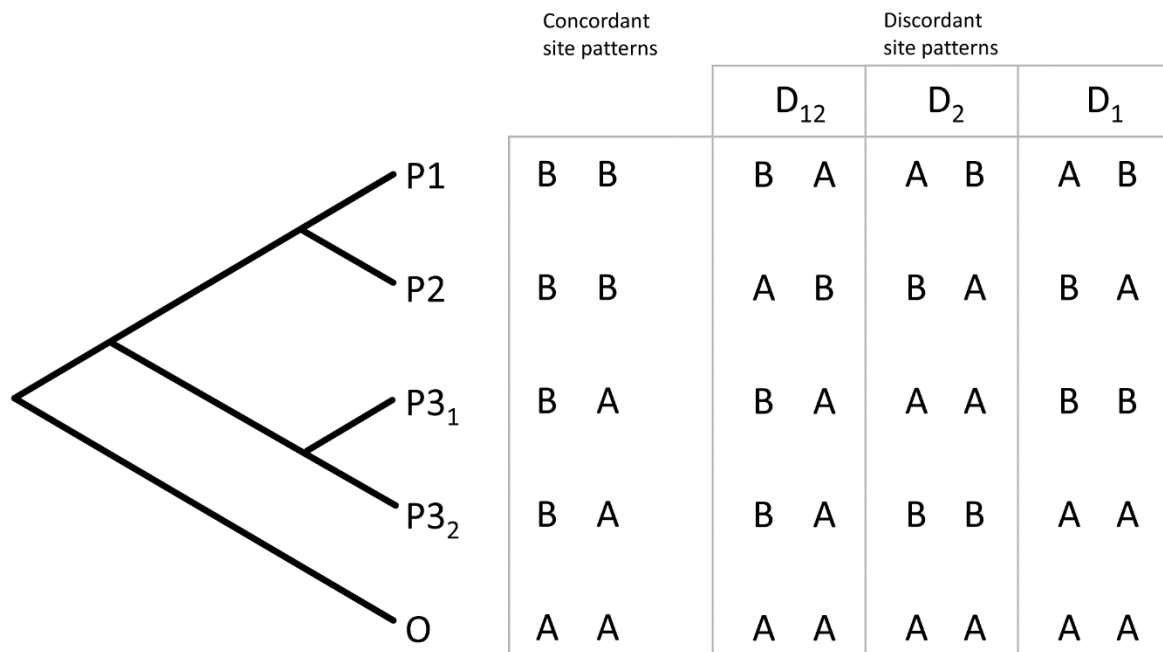 Concordant
site patterns
Discordant
site patterns
D₁₂ D₂ D₁
P1 B B B A A B A B
P2 B B A B B A B A
P3₁ B A B A A A B B
P3₂ B A B A B B A A
O A A A A A A A A